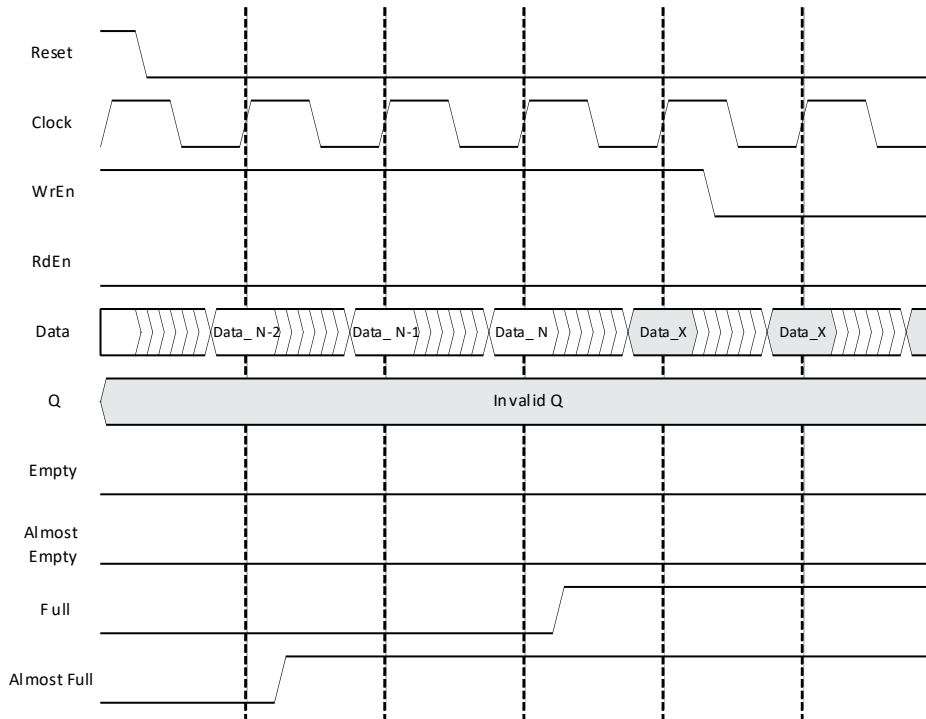 Reset
Clock
WrEn
RdEn
Data
Data_ N-2
Data_ N-1
Data_ N
Data_X
Data_X
Q
Invalid Q
Empty
Almost
Empty
Full
Almost Full